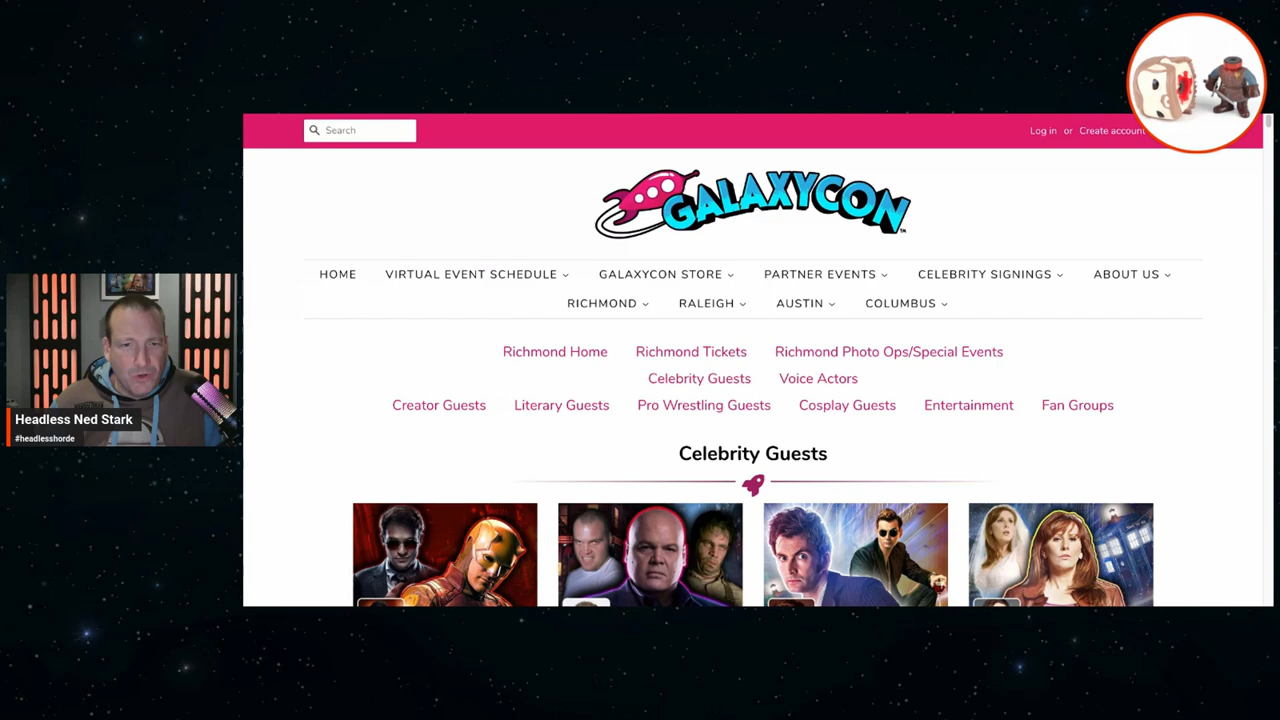 Search
Log in or Create account
GALAXYCON
HOME VIRTUAL EVENT SCHEDULE GALAXYCON STORE PARTNER EVENTS CELEBRITY SIGNINGS ABOUT US
RICHMOND RALEIGH AUSTIN COLUMBUS
Richmond Home Richmond Tickets Richmond Photo Ops/Special Events
Celebrity Guests Voice Actors
Creator Guests Literary Guests Pro Wrestling Guests Cosplay Guests Entertainment Fan Groups
Celebrity Guests
Headless Ned Stark
#headlesshorde